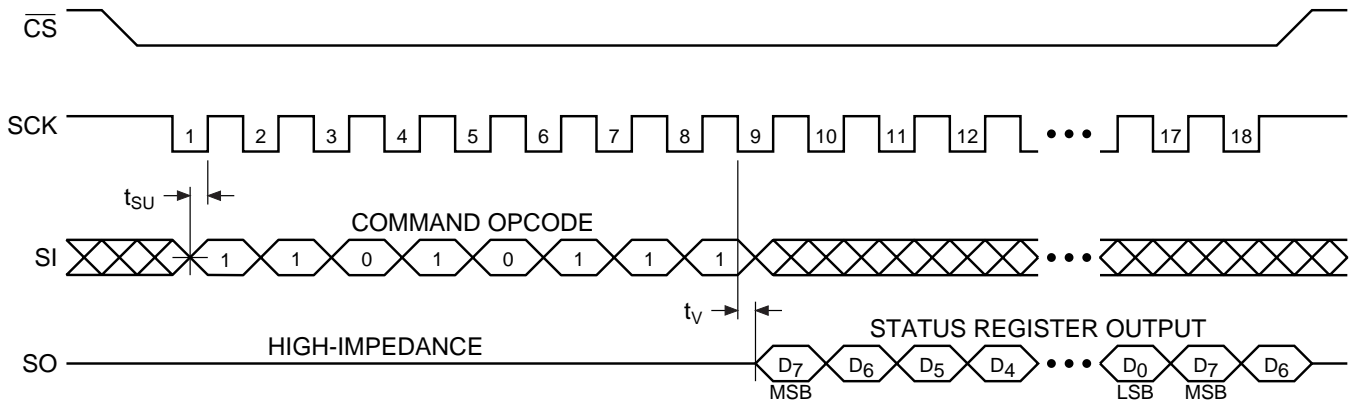 CS
SCK 1 2 3 4 5 6 7 8 9 10 11 12 ••• 17 18
tSU
COMMAND OPCODE
SI 1 1 0 1 0 1 1 1 •••
tV
STATUS REGISTER OUTPUT
HIGH-IMPEDANCE
SO D7 D6 D5 D4 ••• D0 D7 D6
MSB LSB MSB